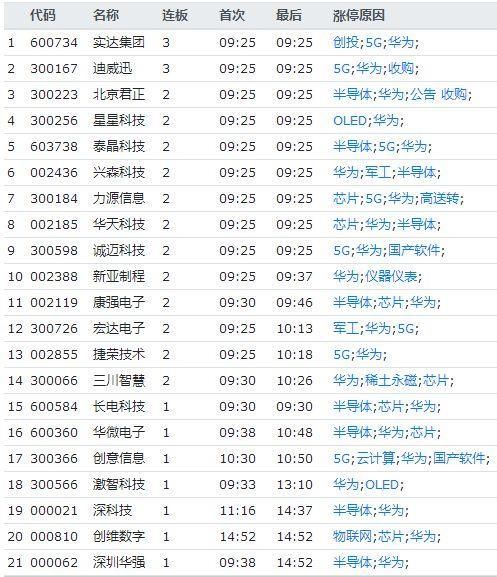 代码 名称 连板 首次 最后 涨停原因
1 600734 实达集团 3 09:25 09:25 创投;5G;华为;
2 300167 迪威迅 3 09:25 09:25 5G;华为;收购;
3 300223 北京君正 2 09:25 09:25 半导体;华为;公告 收购;
4 300256 星星科技 2 09:25 09:25 OLED;华为;
5 603738 泰晶科技 2 09:25 09:25 半导体;5G;华为;
6 002436 兴森科技 2 09:25 09:25 华为;军工;半导体;
7 300184 力源信息 2 09:25 09:25 芯片;5G;华为;高送转;
8 002185 华天科技 2 09:25 09:25 芯片;华为;半导体;
9 300598 诚迈科技 2 09:25 09:25 5G;华为;国产软件;
10 002388 新亚制程 2 09:25 09:37 华为;仪器仪表;
11 002119 康强电子 2 09:30 09:46 半导体;芯片;华为;
12 300726 宏达电子 2 09:25 10:13 军工;华为;5G;
13 002855 捷荣技术 2 09:25 10:18 5G;华为;
14 300066 三川智慧 2 09:30 10:26 华为;稀土永磁;芯片;
15 600584 长电科技 1 09:30 09:30 半导体;芯片;华为;
16 600360 华微电子 1 09:38 10:48 半导体;华为;芯片;
17 300366 创意信息 1 10:30 10:50 5G;云计算;华为;国产软件;
18 300566 激智科技 1 09:33 13:10 华为;OLED;
19 000021 深科技 1 11:16 14:37 半导体;华为;
20 000810 创维数字 1 14:52 14:52 物联网;芯片;华为;
21 000062 深圳华强 1 09:38 14:52 半导体;华为;